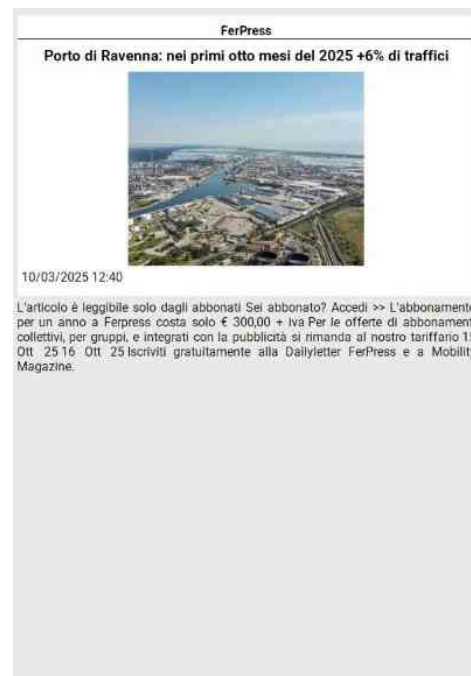 FerPress
Porto di Ravenna: nei primi otto mesi del 2025 +6% di traffici
10/03/2025 12:40
L'articolo è leggibile solo dagli abbonati Sei abbonato? Accedi >> L'abbonamento
per un anno a Ferpress costa solo € 300,00 + iva Per le offerte di abbonament
collettivi, per gruppi, e integrati con la pubblicità si rimanda al nostro tariffario 15
Ott 25 16 Ott 25 Iscriviti gratuitamente alla Dailyletter FerPress e a Mobilit
Magazine.